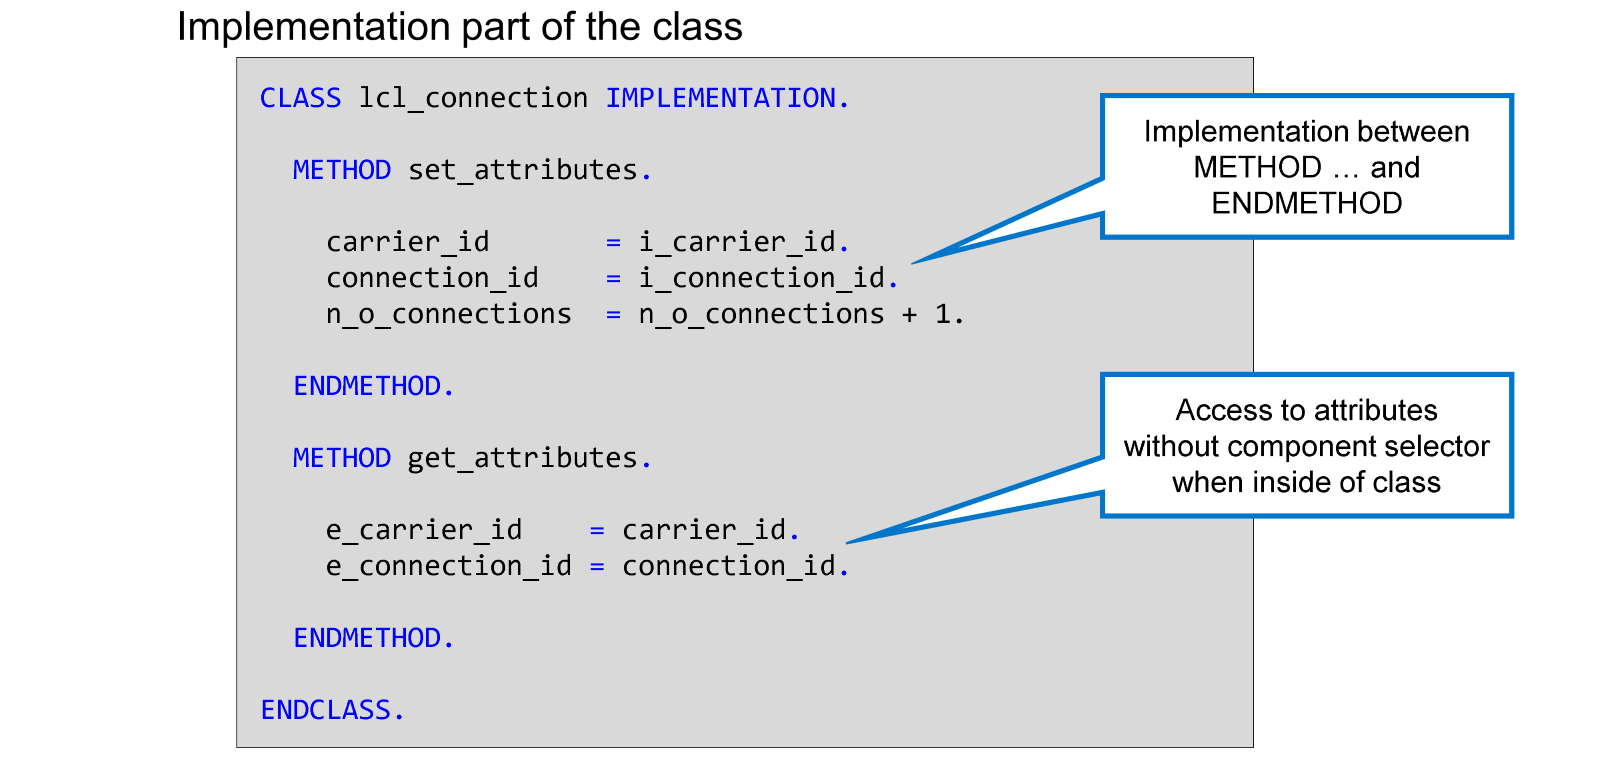 Implementation part of the class
CLASS lcl_connection IMPLEMENTATION.
METHOD set_attributes.
carrier_id       = i_carrier_id.
connection_id    = i_connection_id.
n_o_connections  = n_o_connections + 1.
ENDMETHOD.
METHOD get_attributes.
e_carrier_id    = carrier_id.
e_connection_id = connection_id.
ENDMETHOD.
ENDCLASS.
Implementation between
METHOD … and
ENDMETHOD
Access to attributes
without component selector
when inside of class